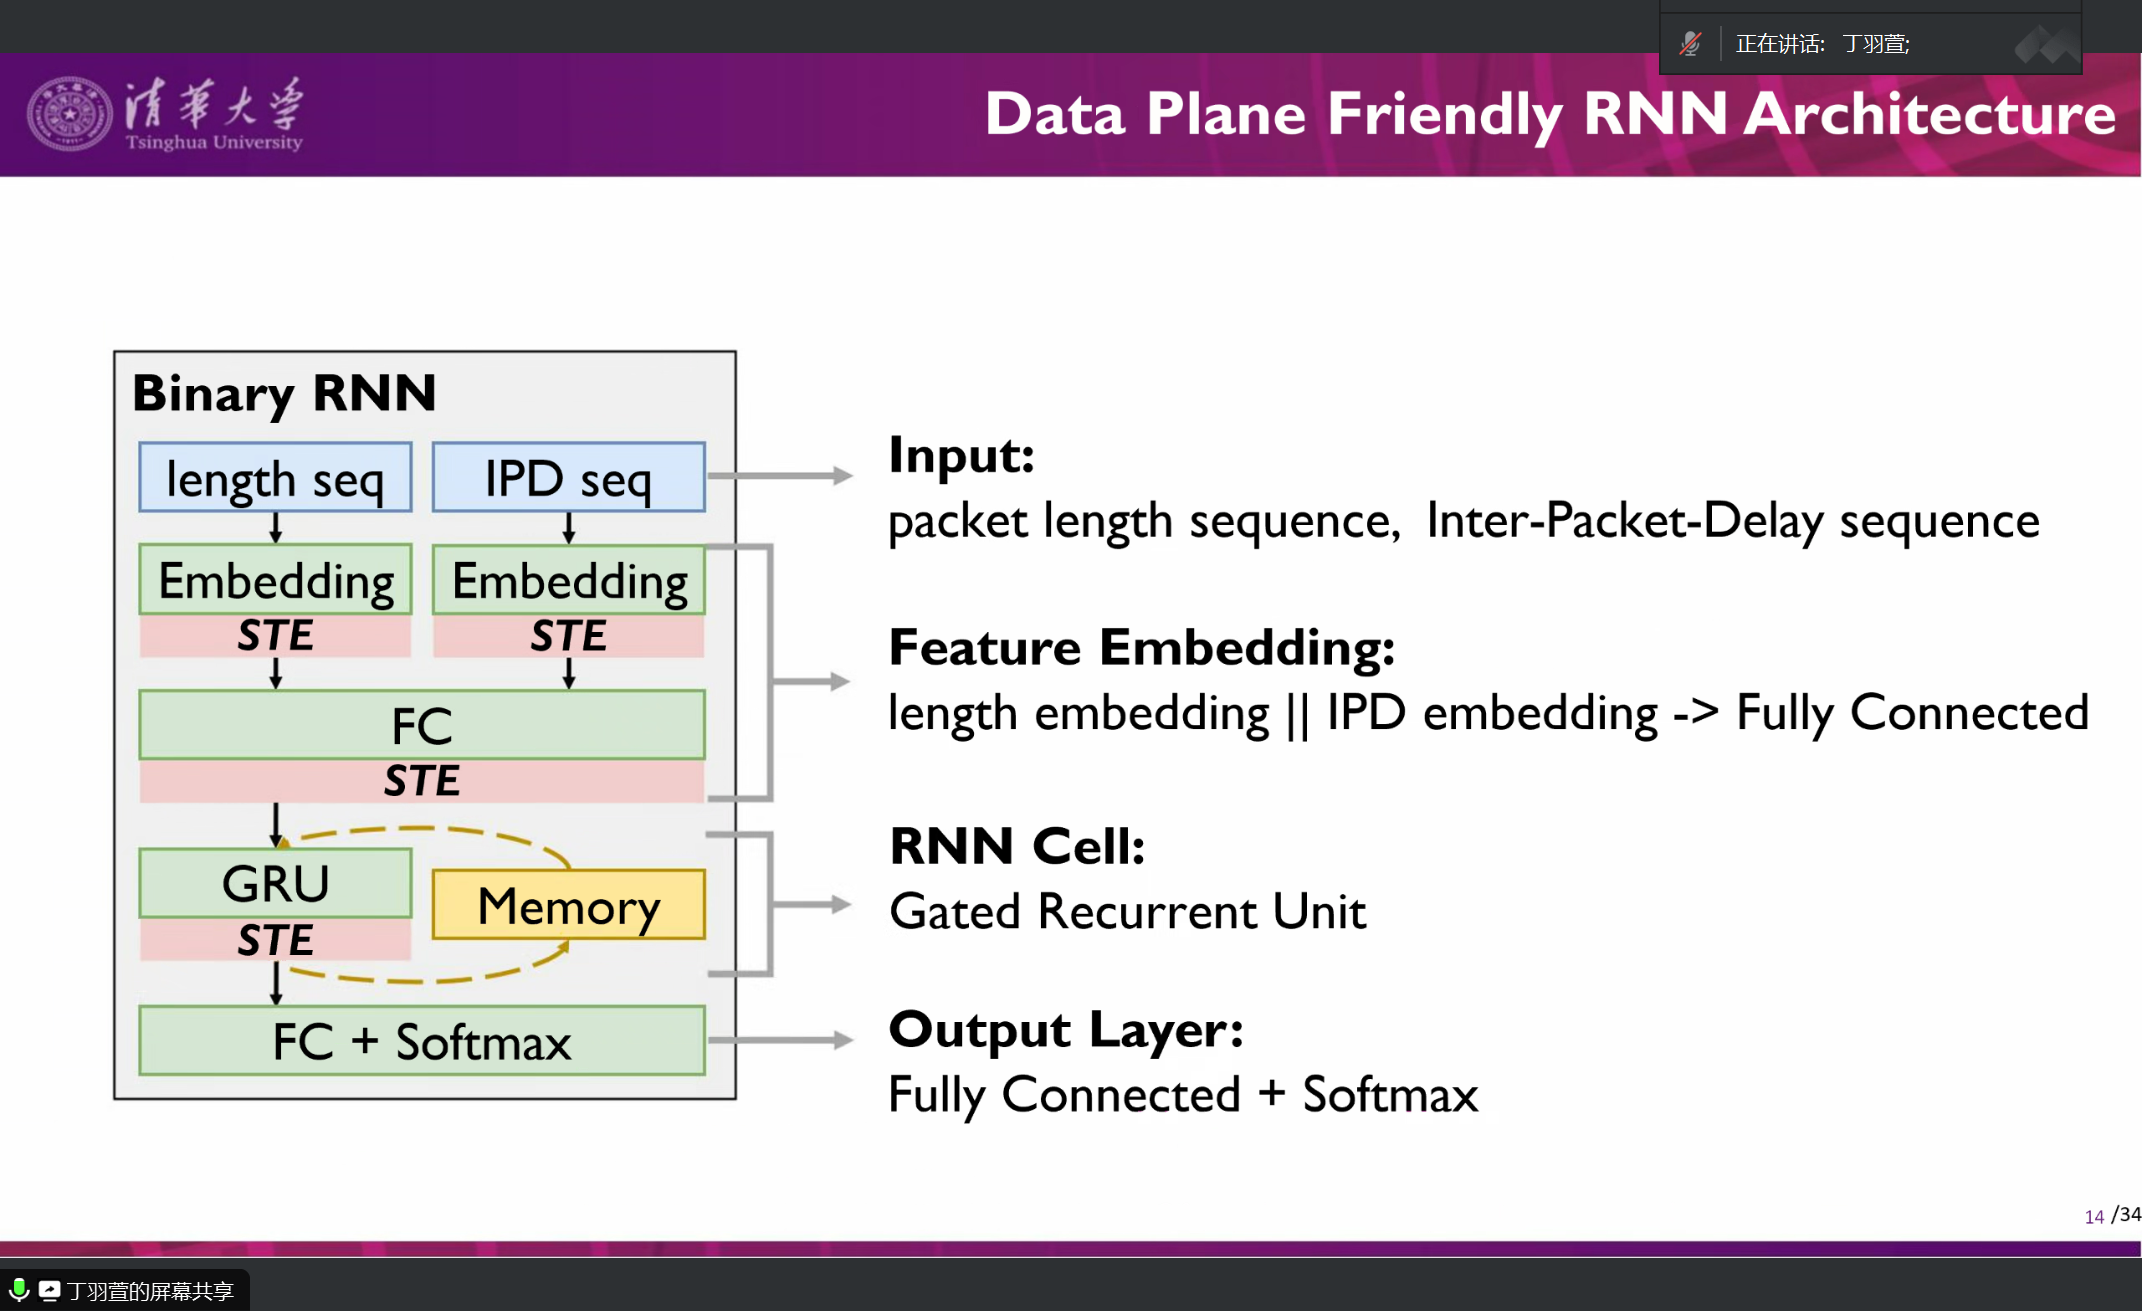 正在讲话: 丁羽萱;
清华大学
Tsinghua University
Data Plane Friendly RNN Architecture
Binary RNN
length seq
IPD seq
Embedding
Embedding
STE
STE
FC
STE
GRU
STE
Memory
FC + Softmax
Input:
packet length sequence, Inter-Packet-Delay sequence
Feature Embedding:
length embedding || IPD embedding -> Fully Connected
RNN Cell:
Gated Recurrent Unit
Output Layer:
Fully Connected + Softmax
14 /34
丁羽萱的屏幕共享